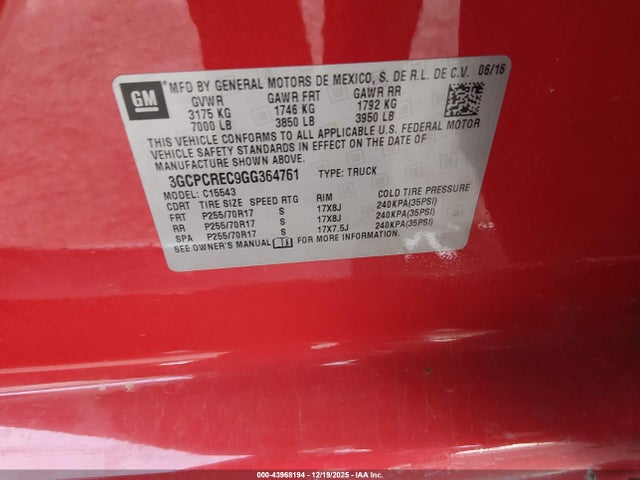 GM
*MFD BY GENERAL MOTORS DE MEXICO, S. DE R.L. DE C.V. 06/16
GVWR GAWR FRT GAWR RR
3175 KG 1746 KG 1792 KG
7000 LB 3850 LB 3950 LB
THIS VEHICLE CONFORMS TO ALL APPLICABLE U.S. FEDERAL MOTOR
VEHICLE SAFETY STANDARDS IN EFFECT ON THE DATE OF
MANUFACTURE SHOWN ABOVE.
3GCPCREC9GG364761 TYPE: TRUCK
MODEL: C15543
CDRT TIRE SIZE SPEED RTG RIM COLD TIRE PRESSURE
FRT P255/70R17 S 17X8J 240KPA(35PSI)
RR P255/70R17 S 17X8J 240KPA(35PSI)
SPA P255/70R17 S 17X7.5J 240KPA(35PSI)
SEE OWNER'S MANUAL FOR MORE INFORMATION.
000-43968194 - 12/19/2025 - IAA Inc.